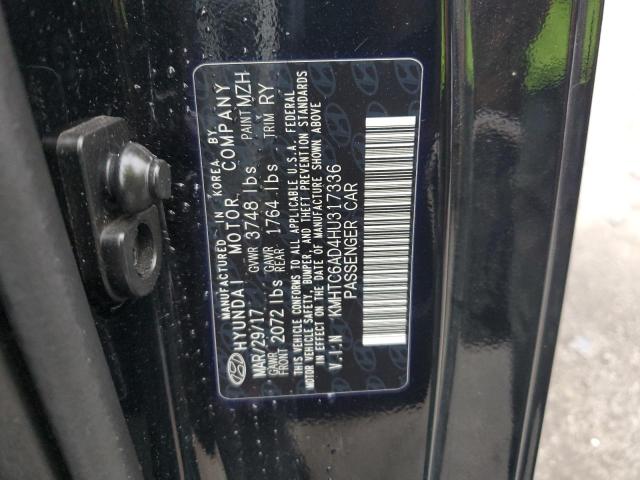 MANUFACTURED IN KOREA BY
HYUNDAI MOTOR COMPANY
MAR/29/17 GVWR 3748 lbs PAINT MZH
GAWR FRONT 2072 lbs GAWR REAR 1764 lbs TRIM RY
THIS VEHICLE CONFORMS TO ALL APPLICABLE U.S.A. FEDERAL
MOTOR VEHICLE SAFETY, BUMPER, AND THEFT PREVENTION STANDARDS
IN EFFECT ON THE DATE OF MANUFACTURE SHOWN ABOVE
V.I.N KMHTC6AD4HU317336
PASSENGER CAR